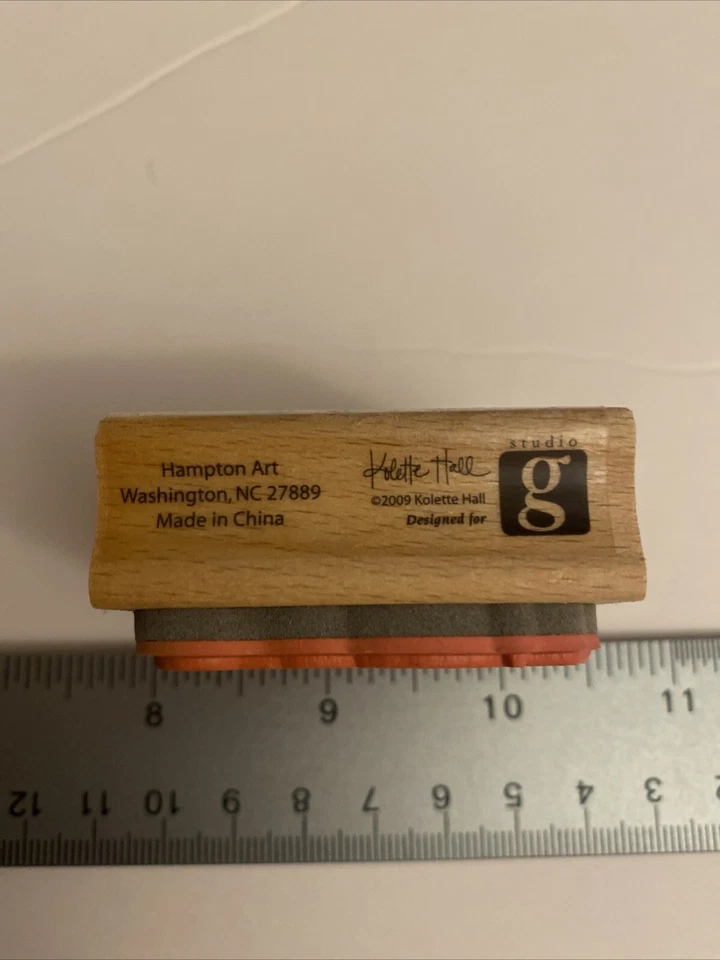 Hampton Art
Washington, NC 27889
Made in China
Kolette Hall
©2009 Kolette Hall
Designed for
studio
g
8 9 10 11
12 11 10 9 8 7 6 5 4 3